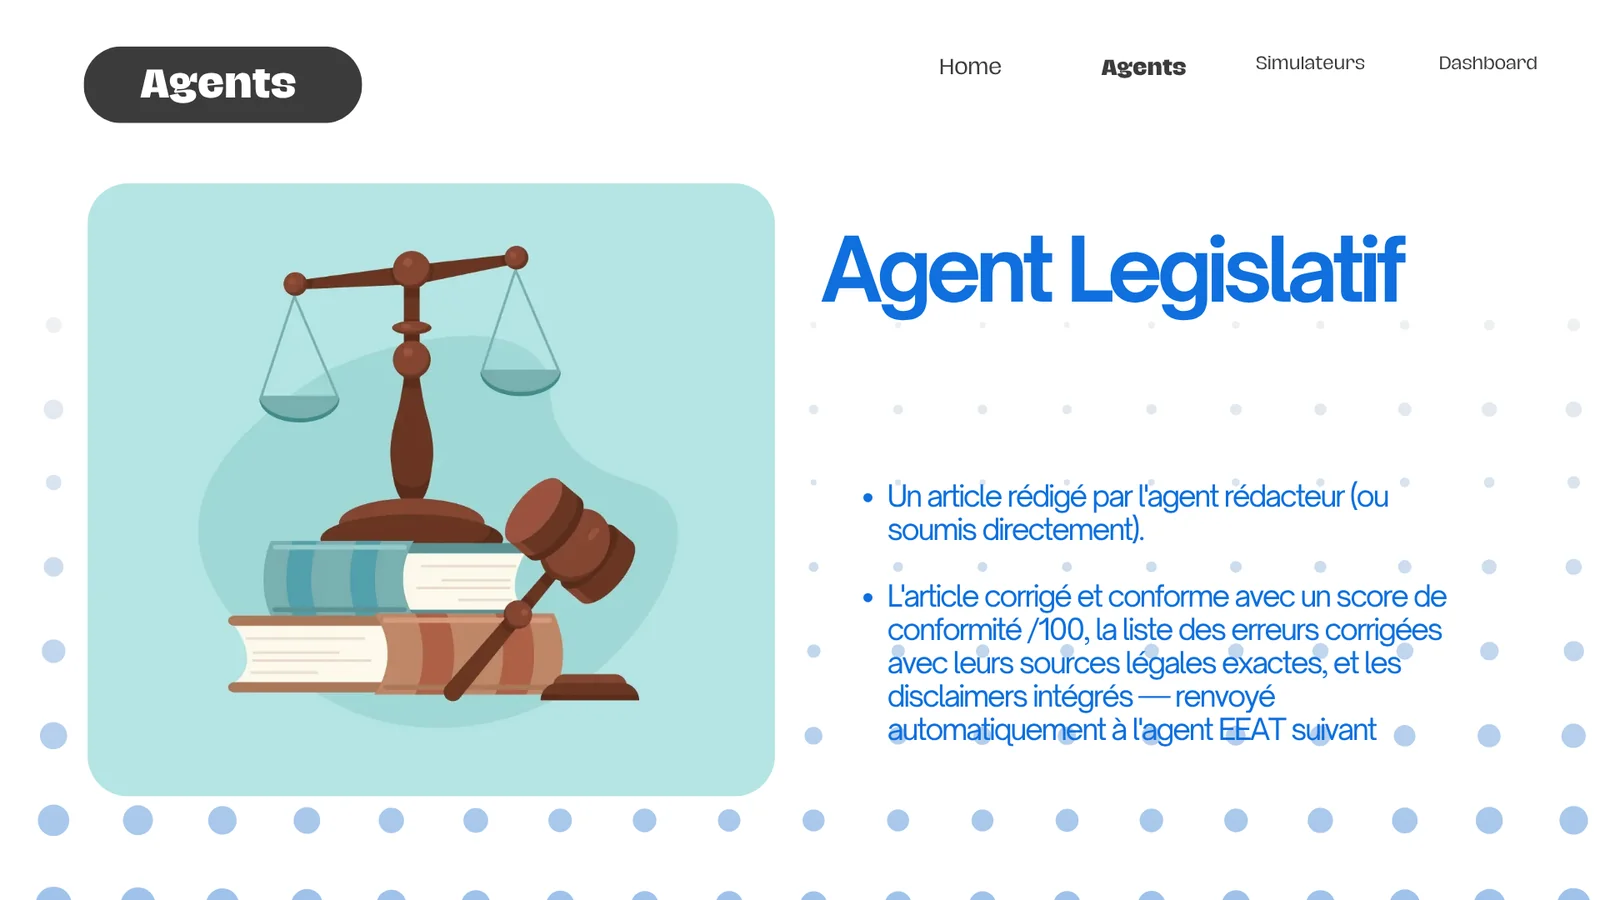 Agents
Home Agents Simulateurs Dashboard
Agent Legislatif
• Un article rédigé par l'agent rédacteur (ou
soumis directement).
• L'article corrigé et conforme avec un score de
conformité /100, la liste des erreurs corrigées
avec leurs sources légales exactes, et les
disclaimers intégrés — renvoyé
automatiquement à l'agent EEAT suivant